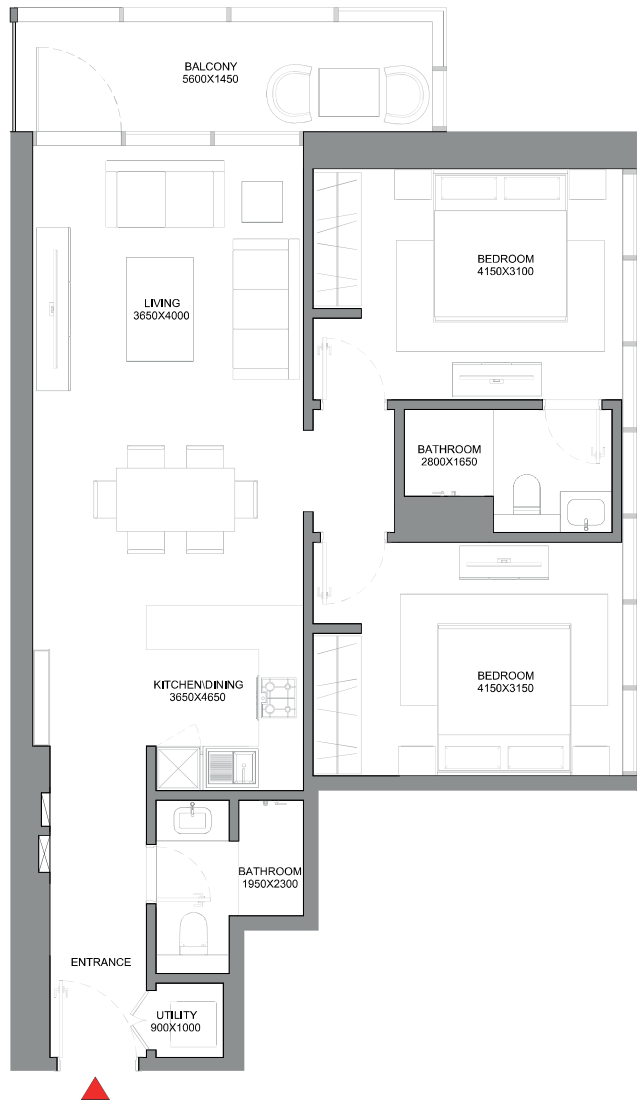 BALCONY
5600X1450
BEDROOM
4150X3100
LIVING
3650X4000
BATHROOM
2800X1650
BEDROOM
4150X3150
KITCHEN\DINING
3650X4650
BATHROOM
1950X2300
ENTRANCE
UTILITY
900X1000